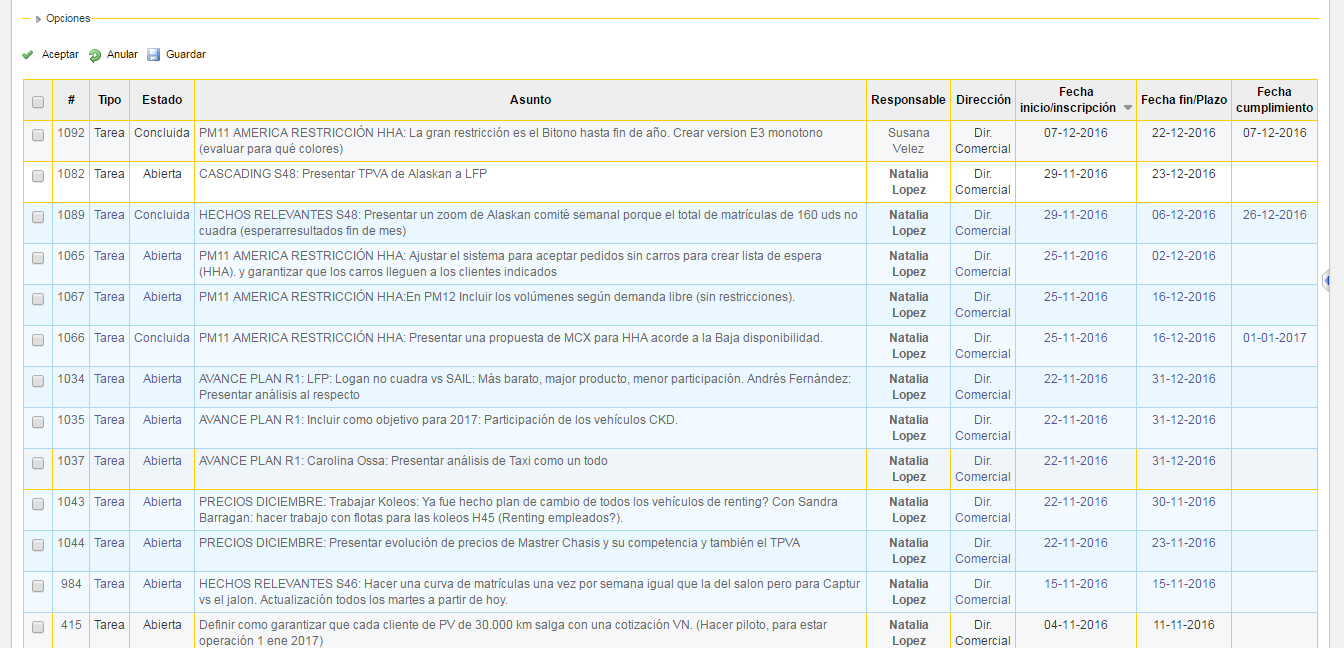 Opciones
Aceptar Anular Guardar
# Tipo Estado Asunto Responsable Dirección Fecha inicio/inscripción Fecha fin/Plazo Fecha cumplimiento
1092 Tarea Concluida PM11 AMERICA RESTRICCIÓN HHA: La gran restricción es el Bitono hasta fin de año. Crear version E3 monotono Susana Dir. 07-12-2016 22-12-2016 07-12-2016
(evaluar para qué colores) Velez Comercial
1082 Tarea Abierta CASCADING S48: Presentar TPVA de Alaskan a LFP Natalia Dir. 29-11-2016 23-12-2016
Lopez Comercial
1089 Tarea Concluida HECHOS RELEVANTES S48: Presentar un zoom de Alaskan comité semanal porque el total de matrículas de 160 uds no Natalia Dir. 29-11-2016 06-12-2016 26-12-2016
cuadra (esperarresultados fin de mes) Lopez Comercial
1065 Tarea Abierta PM11 AMERICA RESTRICCIÓN HHA: Ajustar el sistema para aceptar pedidos sin carros para crear lista de espera Natalia Dir. 25-11-2016 02-12-2016
(HHA). y garantizar que los carros lleguen a los clientes indicados Lopez Comercial
1067 Tarea Abierta PM11 AMERICA RESTRICCIÓN HHA:En PM12 Incluir los volúmenes según demanda libre (sin restricciones). Natalia Dir. 25-11-2016 16-12-2016
Lopez Comercial
1066 Tarea Concluida PM11 AMERICA RESTRICCIÓN HHA: Presentar una propuesta de MCX para HHA acorde a la Baja disponibilidad. Natalia Dir. 25-11-2016 16-12-2016 01-01-2017
Lopez Comercial
1034 Tarea Abierta AVANCE PLAN R1: LFP: Logan no cuadra vs SAIL: Más barato, major producto, menor participación. Andrés Fernández: Natalia Dir. 22-11-2016 31-12-2016
Presentar análisis al respecto Lopez Comercial
1035 Tarea Abierta AVANCE PLAN R1: Incluir como objetivo para 2017: Participación de los vehículos CKD. Natalia Dir. 22-11-2016 31-12-2016
Lopez Comercial
1037 Tarea Abierta AVANCE PLAN R1: Carolina Ossa: Presentar análisis de Taxi como un todo Natalia Dir. 22-11-2016 31-12-2016
Lopez Comercial
1043 Tarea Abierta PRECIOS DICIEMBRE: Trabajar Koleos: Ya fue hecho plan de cambio de todos los vehículos de renting? Con Sandra Natalia Dir. 22-11-2016 30-11-2016
Barragan: hacer trabajo con flotas para las koleos H45 (Renting empleados?). Lopez Comercial
1044 Tarea Abierta PRECIOS DICIEMBRE: Presentar evolución de precios de Mastrer Chasis y su competencia y también el TPVA Natalia Dir. 22-11-2016 23-11-2016
Lopez Comercial
984 Tarea Abierta HECHOS RELEVANTES S46: Hacer una curva de matrículas una vez por semana igual que la del salon pero para Captur Natalia Dir. 15-11-2016 15-11-2016
vs el jalon. Actualización todos los martes a partir de hoy. Lopez Comercial
415 Tarea Abierta Definir como garantizar que cada cliente de PV de 30.000 km salga con una cotización VN. (Hacer piloto, para estar Natalia Dir. 04-11-2016 11-11-2016
operación 1 ene 2017) Lopez Comercial